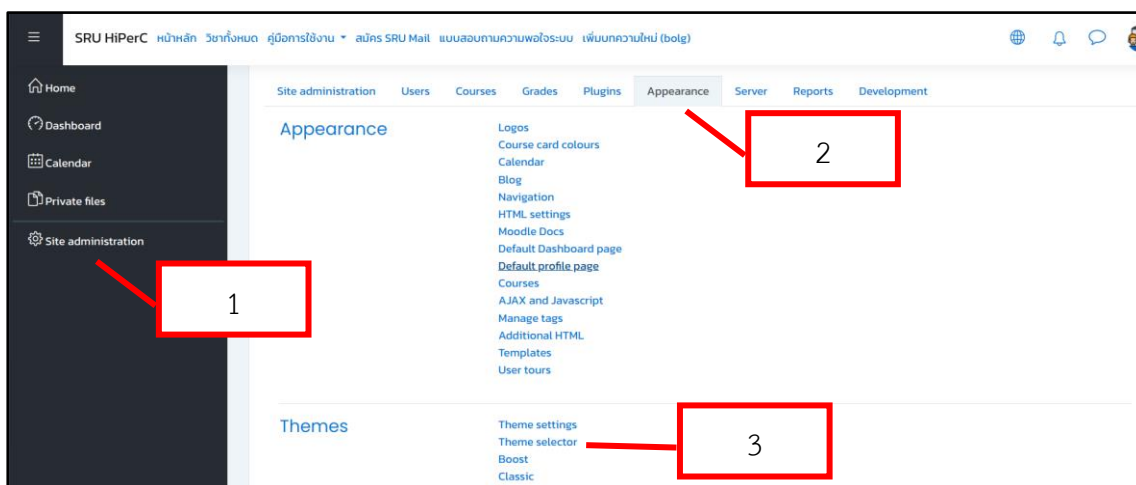 SRU HiPerC หน้าหลัก วิชาทั้งหมด คู่มือการใช้งาน สมัคร SRU Mail แบบสอบถามความพอใจระบบ เพิ่มบทความใหม่ (bolg)
Home
Dashboard
Calendar
Private files
Site administration
1
Site administration Users Courses Grades Plugins Appearance Server Reports Development
2
Appearance
Logos
Course card colours
Calendar
Blog
Navigation
HTML settings
Moodle Docs
Default Dashboard page
Default profile page
Courses
AJAX and Javascript
Manage tags
Additional HTML
Templates
User tours
Themes
Theme settings
Theme selector
Boost
Classic
3